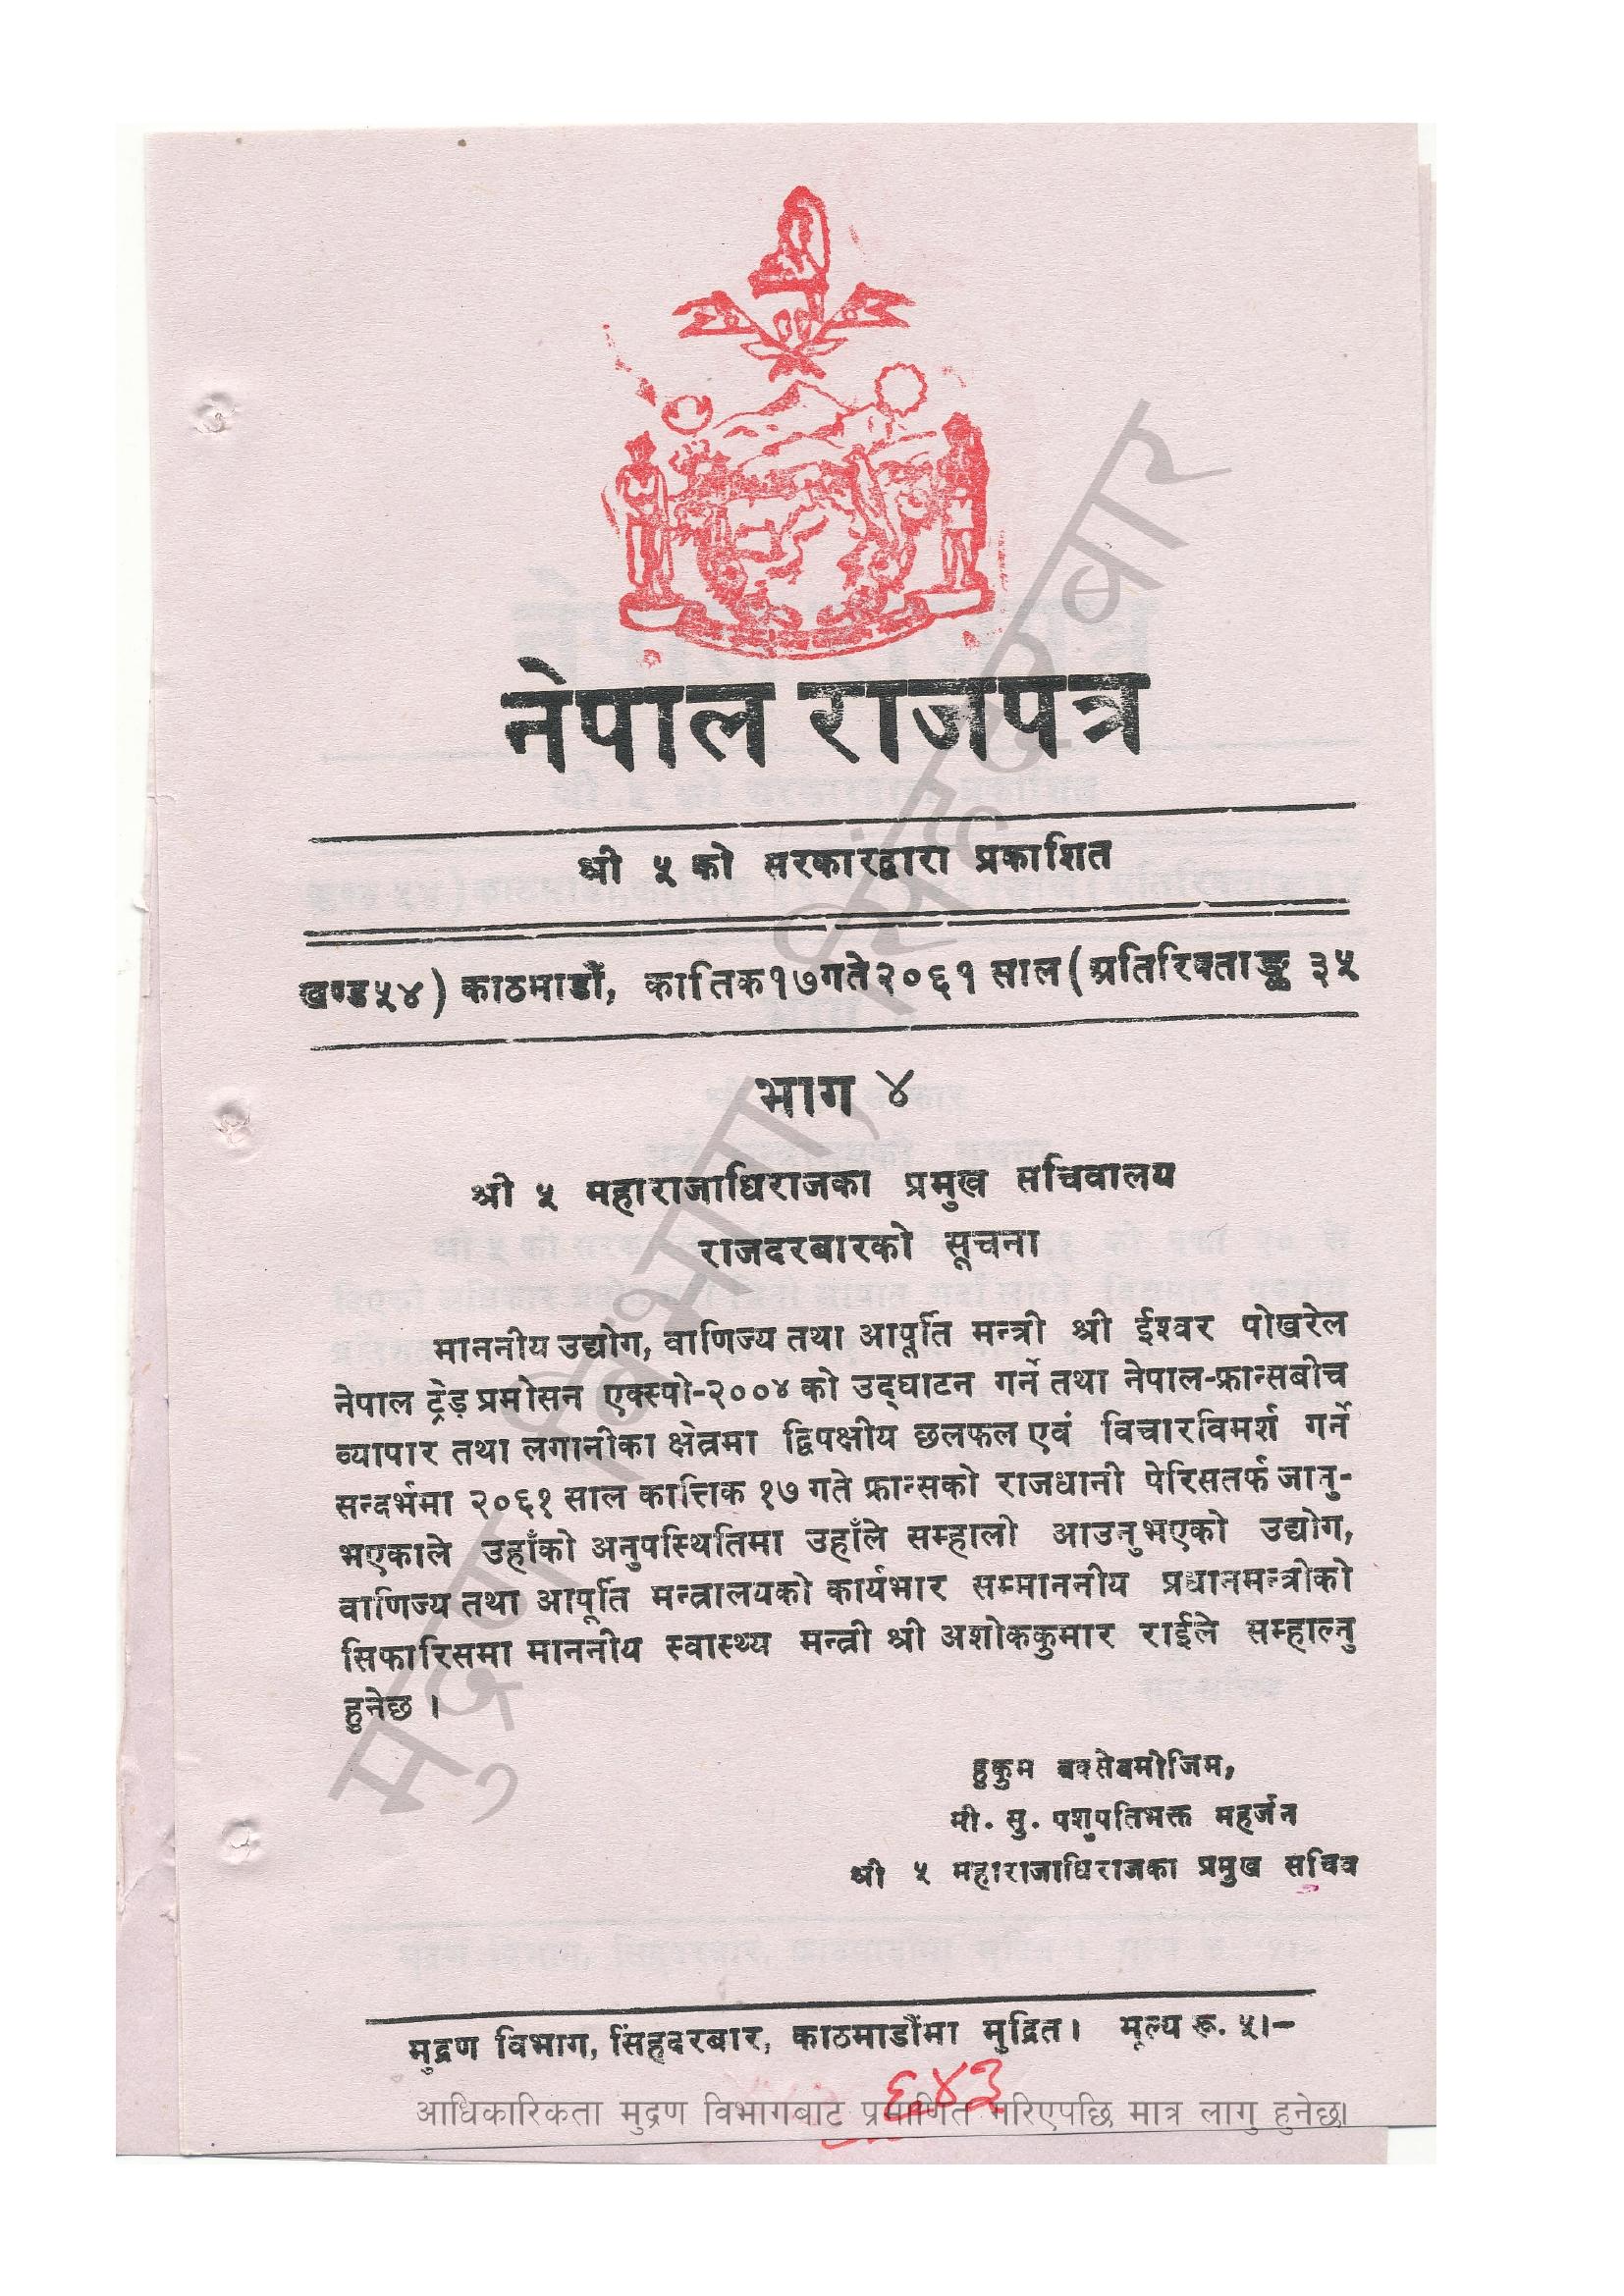 नेपाल राजपत्र
श्री ५ को सरकारद्वारा प्रकाशित
खण्ड ५४) काठमाडौं, कार्तिक १७ गते २०६१ साल (अतिरिक्ताङ्क ३५
भाग ४
श्री ५ महाराजाधिराजका प्रमुख सचिवालय
राजदरबारको सूचना
माननीय उद्योग, वाणिज्य तथा आपूर्ति मन्त्री श्री ईश्वर पोखरेल
नेपाल ट्रेड प्रमोसन एक्स्पो-२००४ को उद्घाटन गर्ने तथा नेपाल-फ्रान्सबीच
व्यापार तथा लगानीका क्षेत्रमा द्विपक्षीय छलफल एवं विचारविमर्श गर्ने
सन्दर्भमा २०६१ साल कात्तिक १७ गते फ्रान्सको राजधानी पेरिसतर्फ जानु-
भएकाले उहाँको अनुपस्थितिमा उहाँले सम्हाली आउनुभएको उद्योग,
वाणिज्य तथा आपूर्ति मन्त्रालयको कार्यभार सम्माननीय प्रधानमन्त्रीको
सिफारिसमा माननीय स्वास्थ्य मन्त्री श्री अशोककुमार राईले सम्हाल्नु
हुनेछ ।
हुकुम बक्सेबमोजिम,
मी. सु. पशुपतिभक्त महर्जन
श्री ५ महाराजाधिराजका प्रमुख सचिव
मुद्रण विभाग, सिंहदरबार, काठमाडौंमा मुद्रित । मूल्य रू. ५।-
६४३
आधिकारिकता मुद्रण विभागबाट प्रमाणित गरिएपछि मात्र लागु हुनेछ।
मुद्रण विभाग, सिंहदरबार